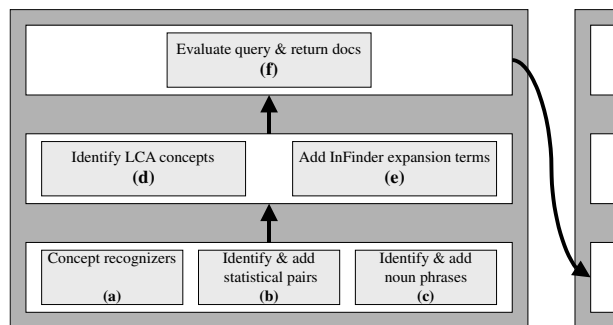 Evaluate query & return docs
(f)
Identify LCA concepts
(d)
Add InFinder expansion terms
(e)
Concept recognizers
(a)
Identify & add
statistical pairs
(b)
Identify & add
noun phrases
(c)